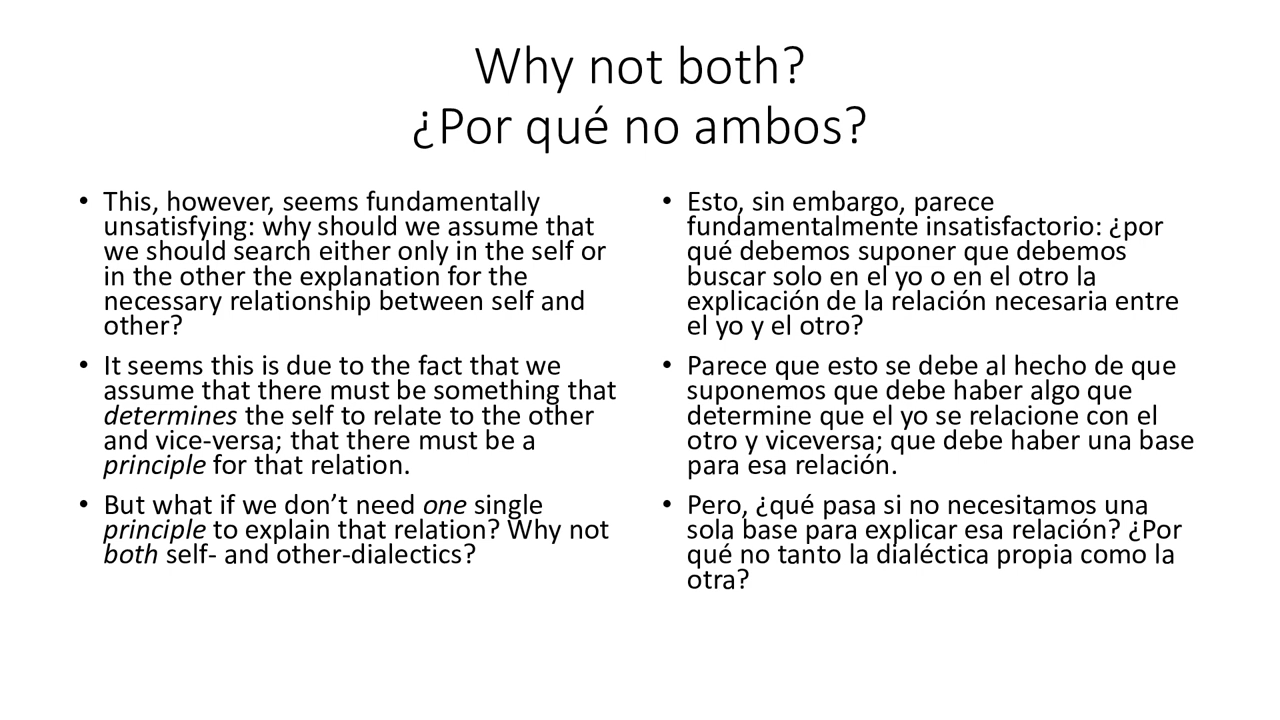 Why not both?
¿Por qué no ambos?
• This, however, seems fundamentally
unsatisfying: why should we assume that
we should search either only in the self or
in the other the explanation for the
necessary relationship between self and
other?
• It seems this is due to the fact that we
assume that there must be something that
determines the self to relate to the other
and vice-versa; that there must be a
principle for that relation.
• But what if we don’t need one single
principle to explain that relation? Why not
both self- and other-dialectics?
• Esto, sin embargo, parece
fundamentalmente insatisfactorio: ¿por
qué debemos suponer que debemos
buscar solo en el yo o en el otro la
explicación de la relación necesaria entre
el yo y el otro?
• Parece que esto se debe al hecho de que
suponemos que debe haber algo que
determine que el yo se relacione con el
otro y viceversa; que debe haber una base
para esa relación.
• Pero, ¿qué pasa si no necesitamos una
sola base para explicar esa relación? ¿Por
qué no tanto la dialéctica propia como la
otra?